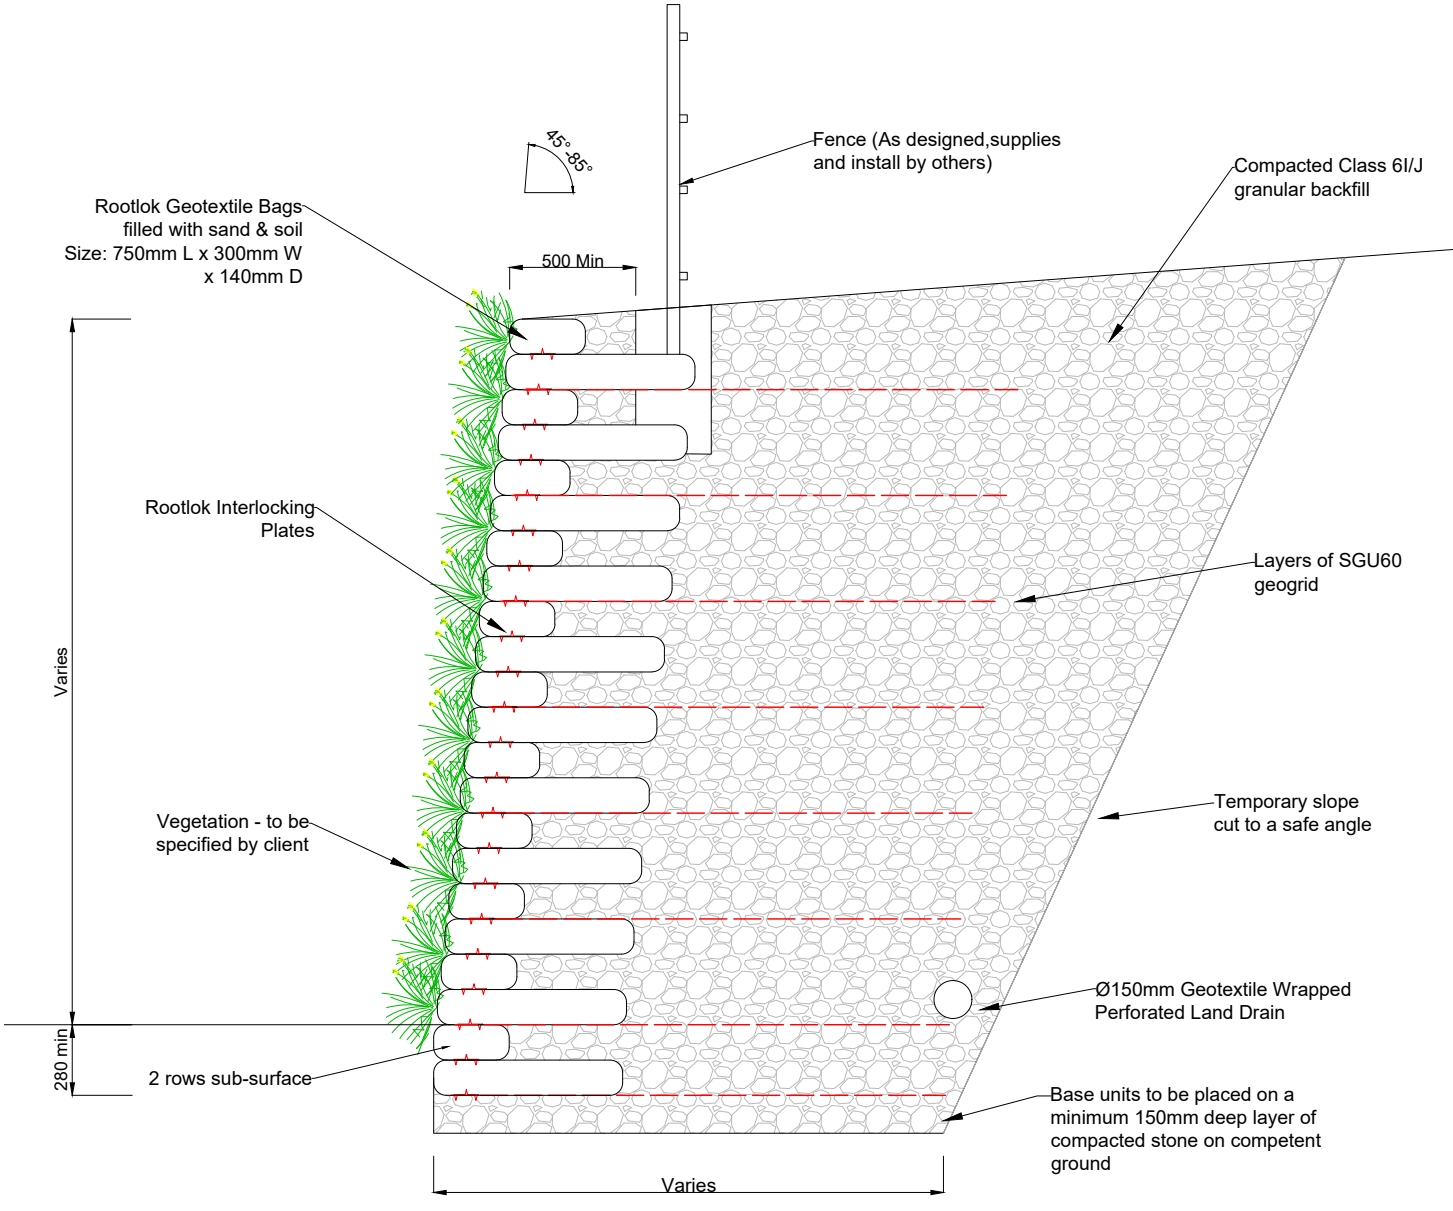 45°-85°
Fence (As designed,supplies
and install by others)
Compacted Class 6I/J
granular backfill
Rootlok Geotextile Bags
filled with sand & soil
Size: 750mm L x 300mm W
x 140mm D
500 Min
Rootlok Interlocking
Plates
Layers of SGU60
geogrid
Varies
Temporary slope
cut to a safe angle
Vegetation - to be
specified by client
Ø150mm Geotextile Wrapped
Perforated Land Drain
280 min
2 rows sub-surface
Base units to be placed on a
minimum 150mm deep layer of
compacted stone on competent
ground
Varies